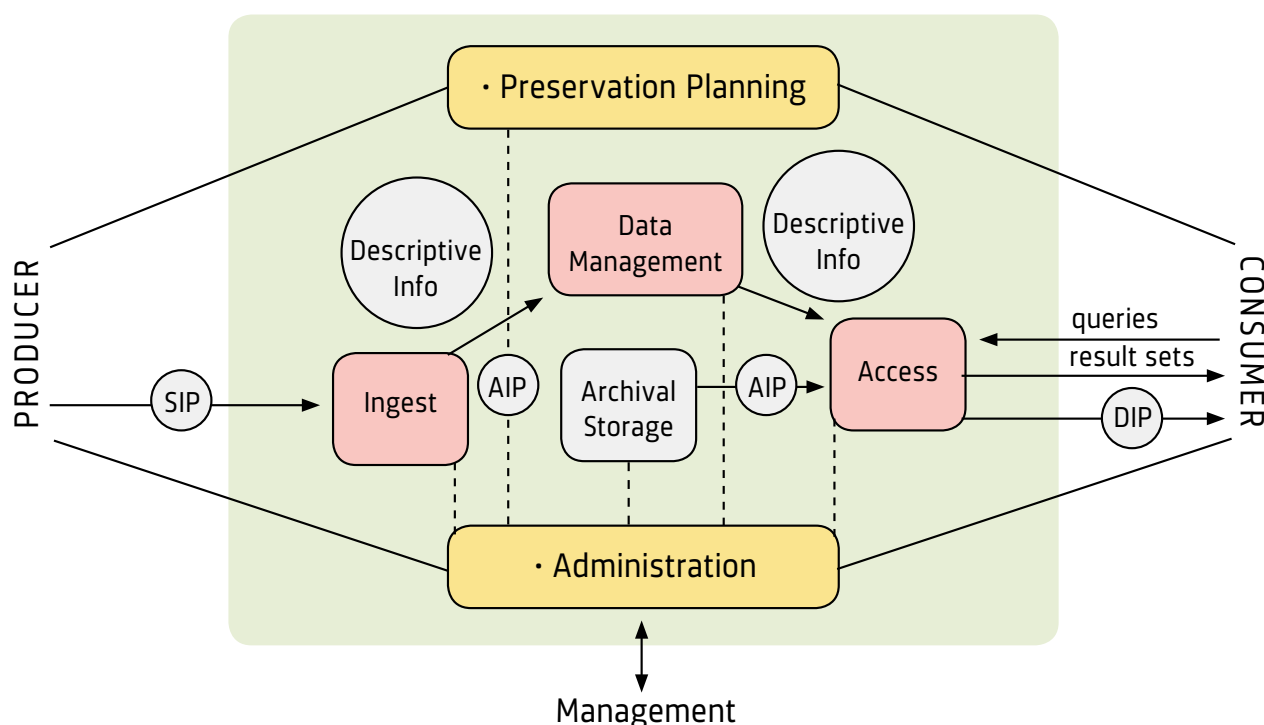 · Preservation Planning
Descriptive
Info
Data
Management
Descriptive
Info
PRODUCER
SIP
Ingest
AIP
Archival
Storage
AIP
Access
queries
result sets
DIP
CONSUMER
· Administration
Management